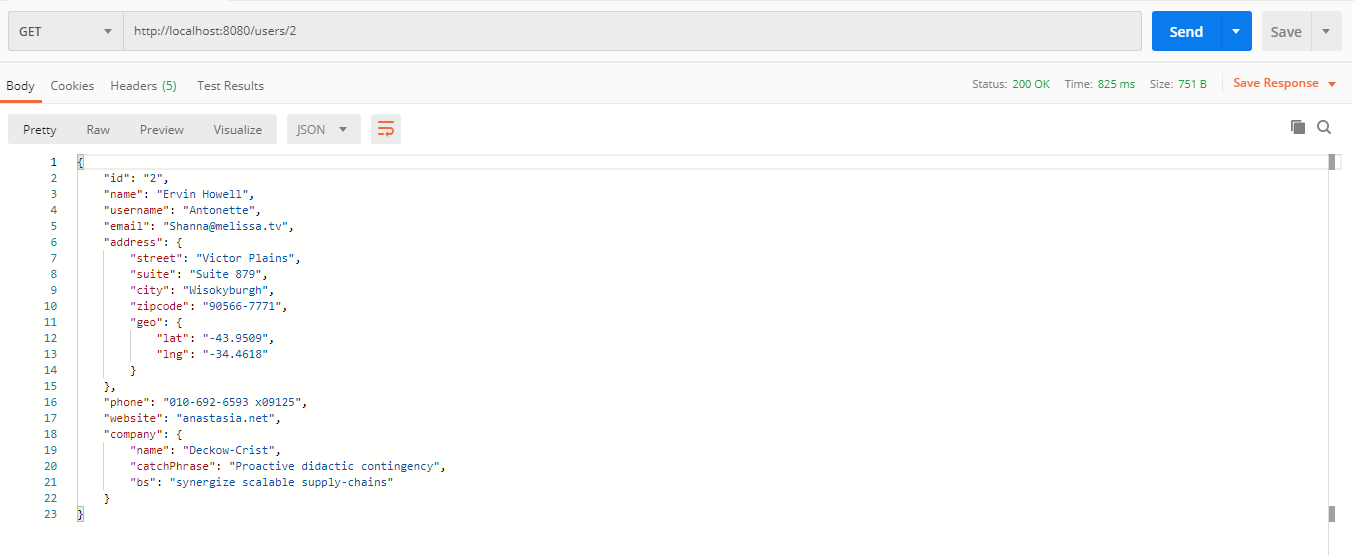 GET http://localhost:8080/users/2 Send Save
Body Cookies Headers (5) Test Results Status: 200 OK Time: 825 ms Size: 751 B Save Response
Pretty Raw Preview Visualize JSON
1 {
2 "id": "2",
3 "name": "Ervin Howell",
4 "username": "Antonette",
5 "email": "Shanna@melissa.tv",
6 "address": {
7 "street": "Victor Plains",
8 "suite": "Suite 879",
9 "city": "Wisokyburgh",
10 "zipcode": "90566-7771",
11 "geo": {
12 "lat": "-43.9509",
13 "lng": "-34.4618"
14 }
15 },
16 "phone": "010-692-6593 x09125",
17 "website": "anastasia.net",
18 "company": {
19 "name": "Deckow-Crist",
20 "catchPhrase": "Proactive didactic contingency",
21 "bs": "synergize scalable supply-chains"
22 }
23 }